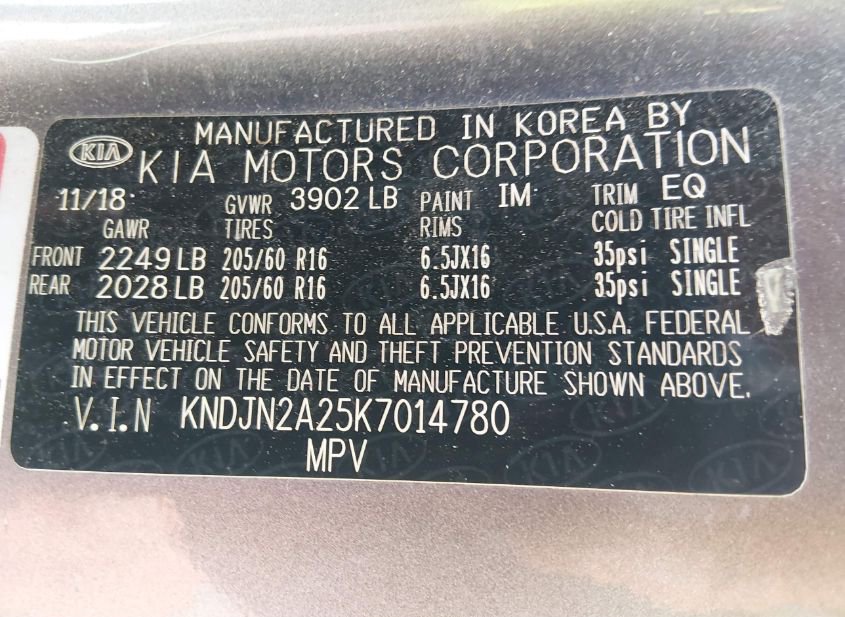 MANUFACTURED IN KOREA BY
KIA KIA MOTORS CORPORATION
11/18 GVWR 3902 LB PAINT IM TRIM EQ
GAWR TIRES RIMS COLD TIRE INFL
FRONT 2249 LB 205/60 R16 6.5JX16 35psi SINGLE
REAR 2028 LB 205/60 R16 6.5JX16 35psi SINGLE
THIS VEHICLE CONFORMS TO ALL APPLICABLE U.S.A. FEDERAL
MOTOR VEHICLE SAFETY AND THEFT PREVENTION STANDARDS
IN EFFECT ON THE DATE OF MANUFACTURE SHOWN ABOVE.
V.I.N KNDJN2A25K7014780
MPV